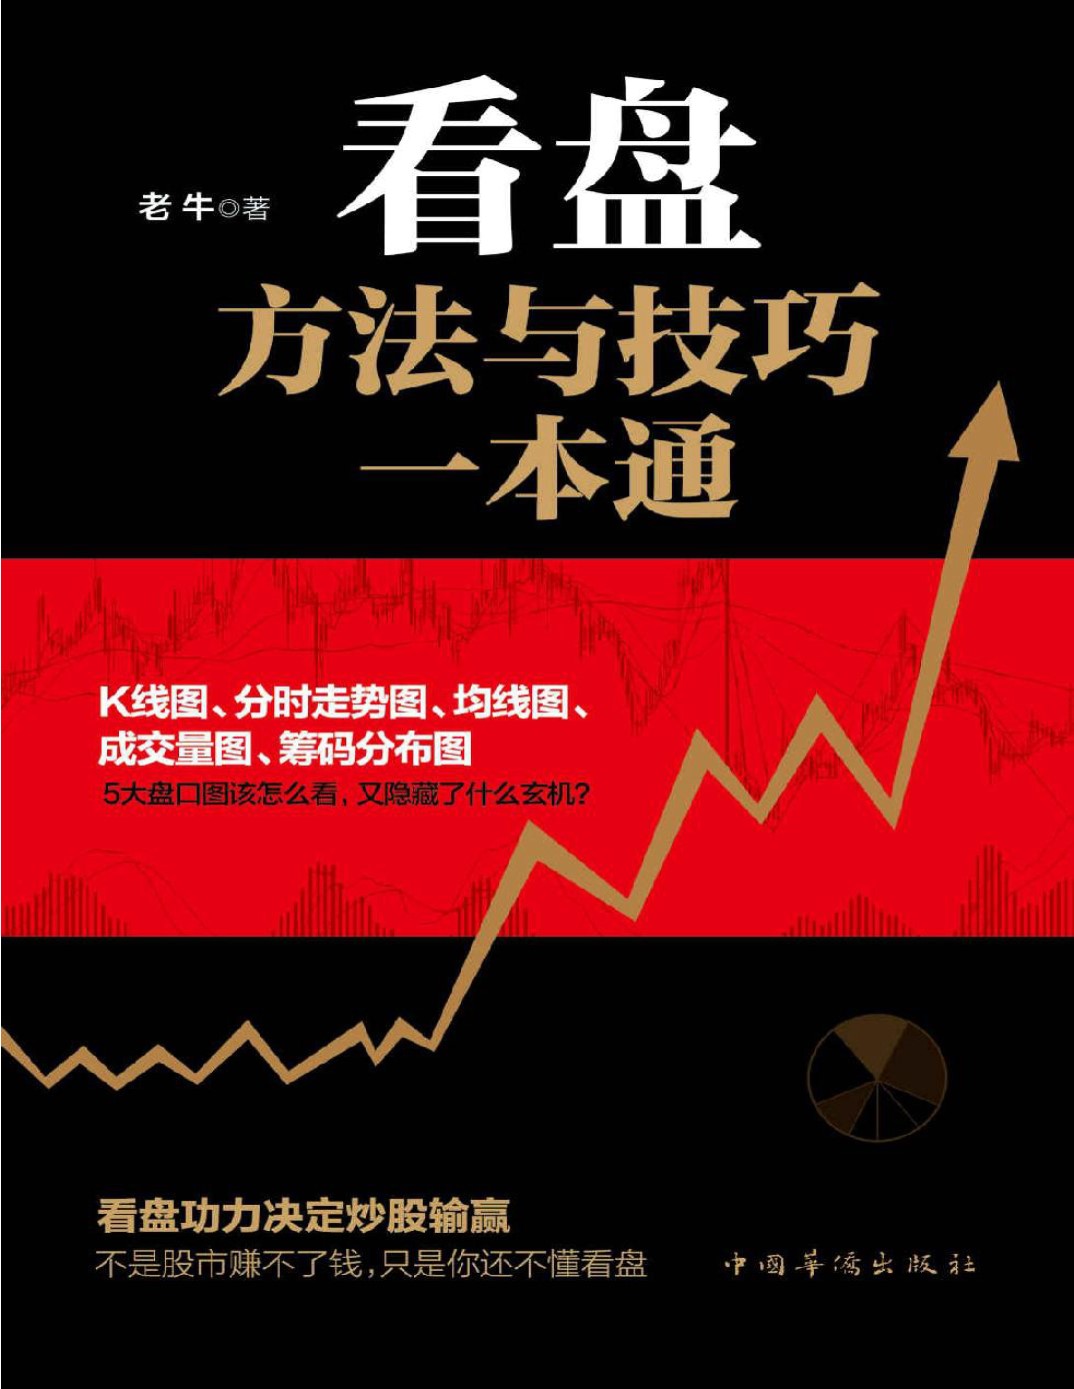 看盘
老牛◎著
方法与技巧
一本通
K线图、分时走势图、均线图、
成交量图、筹码分布图
5大盘口图该怎么看，又隐藏了什么玄机？
看盘功力决定炒股输赢
不是股市赚不了钱，只是你还不懂看盘
中國華僑出版社